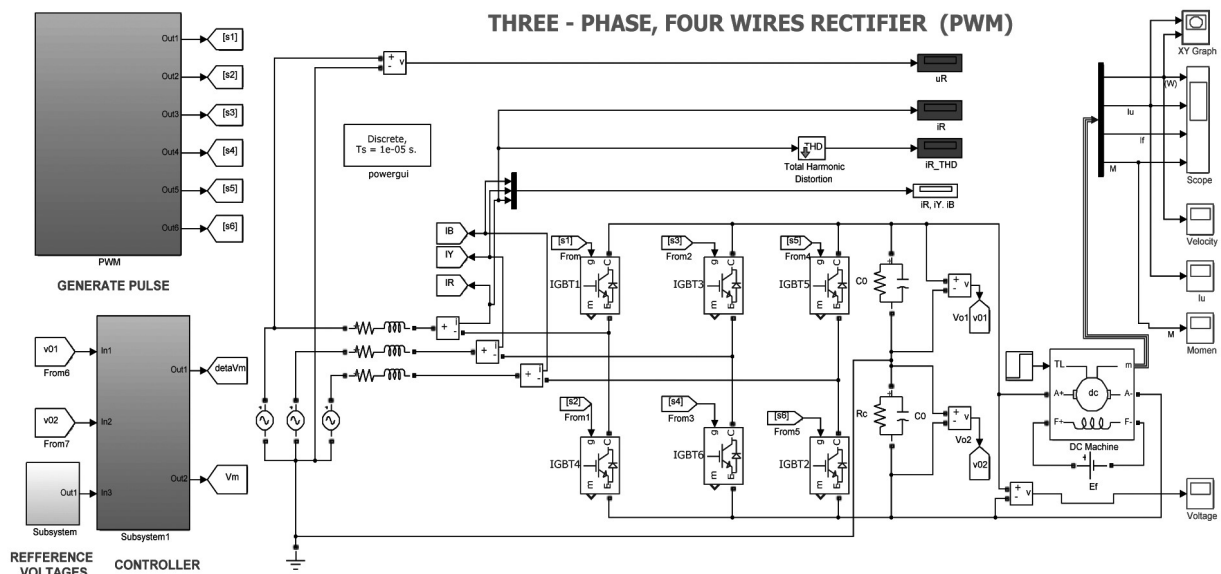 THREE - PHASE, FOUR WIRES RECTIFIER (PWM)
Out1
[s1]
Out2
[s2]
Out3
[s3]
Out4
[s4]
Out5
[s5]
Out6
[s6]
PWM
GENERATE PULSE
+
-
v
uR
iR
Discrete,
Ts = 1e-05 s.
powergui
THD
Total Harmonic
Distortion
iR_THD
iR, iY. iB
XY Graph
(W)
Iu
If
M
Scope
Velocity
Iu
M
Momen
IB
IY
IR
[s1]
From
[s3]
From2
[s5]
From4
g
C
m
E
IGBT1
g
C
m
E
IGBT3
g
C
m
E
IGBT5
C0
+
-
v
Vo1
v01
+
-
i
+
-
i
+
-
i
v01
From6
In1
Out1
detaVm
v02
From7
In2
Out2
Vm
Out1
Subsystem
In3
Subsystem1
REFFERENCE
VOLTAGES
CONTROLLER
[s2]
From1
[s4]
From3
[s6]
From5
g
C
m
E
IGBT4
g
C
m
E
IGBT6
g
C
m
E
IGBT2
Rc
C0
+
-
v
Vo2
v02
TL
m
A+
dc
A-
F+
F-
DC Machine
+
Ef
+
-
v
Voltage